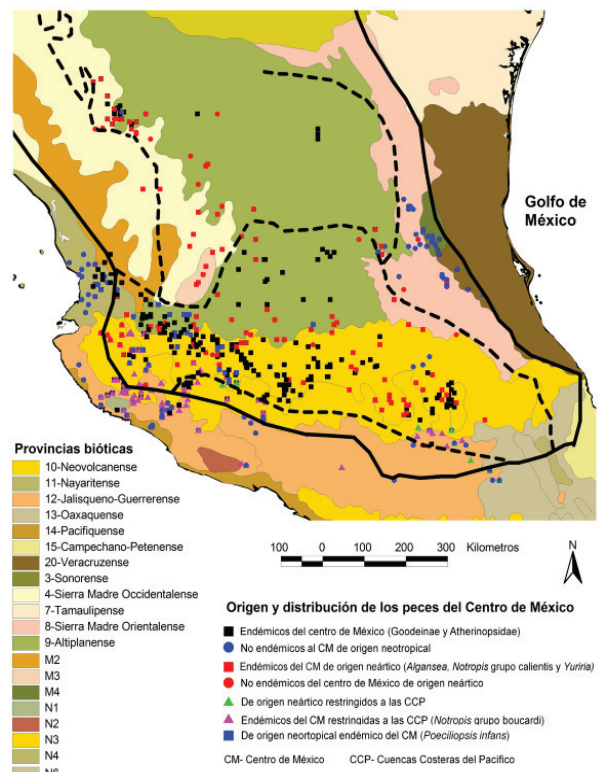 Golfo de
México
Provincias bióticas
10-Neovolcanense
11-Nayaritense
12-Jalisqueno-Guerrerense
13-Oaxaquense
14-Pacifiquense
15-Campechano-Petenense
20-Veracruzense
3-Sonorense
4-Sierra Madre Occidentalense
7-Tamaulipense
8-Sierra Madre Orientalense
9-Altiplanense
M2
M3
M4
N1
N2
N3
N4
N6
100 0 100 200 300 Kilometros
N
Origen y distribución de los peces del Centro de México
Endémicos del centro de México (Goodeinae y Atherinopsidae)
No endémicos al CM de origen neotropical
Endémicos del CM de origen neártico (Algansea, Notropis grupo calientis y Yuriria)
No endémicos del centro de México de origen neártico
De origen neártico restringidos a las CCP
Endémicos del CM restringidas a las CCP (Notropis grupo boucardi)
De origen neortopical endémico del CM (Poeciliopsis infans)
CM- Centro de México CCP- Cuencas Costeras del Pacífico